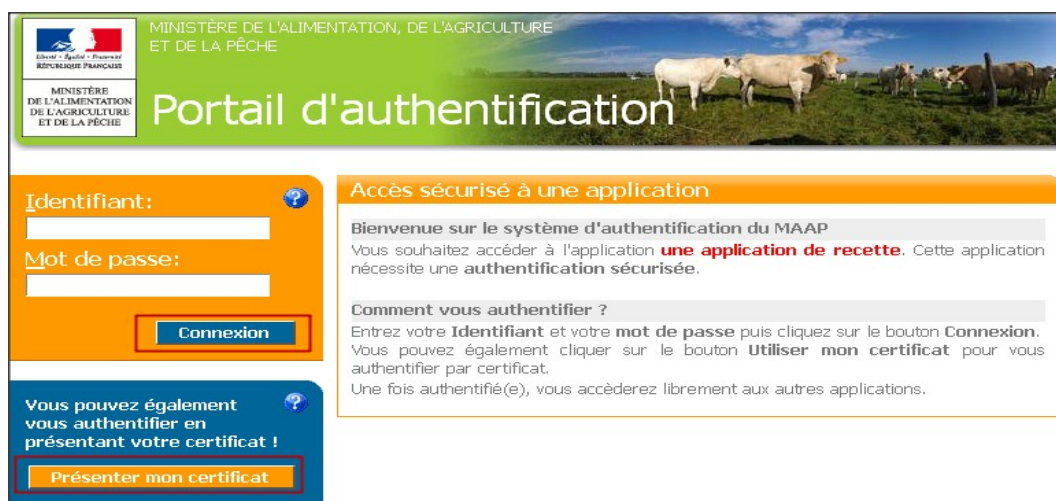 MINISTÈRE DE L'ALIMENTATION, DE L'AGRICULTURE
ET DE LA PÊCHE
Liberté • Égalité • Fraternité
RÉPUBLIQUE FRANÇAISE
MINISTÈRE
DE L'ALIMENTATION
DE L'AGRICULTURE
ET DE LA PÊCHE
Portail d'authentification
Identifiant:
?
Mot de passe:
Connexion
Vous pouvez également
?
vous authentifier en
présentant votre certificat !
Présenter mon certificat
Accès sécurisé à une application
Bienvenue sur le système d'authentification du MAAP
Vous souhaitez accéder à l'application une application de recette. Cette application
nécessite une authentification sécurisée.
Comment vous authentifier ?
Entrez votre Identifiant et votre mot de passe puis cliquez sur le bouton Connexion.
Vous pouvez également cliquer sur le bouton Utiliser mon certificat pour vous
authentifier par certificat.
Une fois authentifié(e), vous accèderez librement aux autres applications.